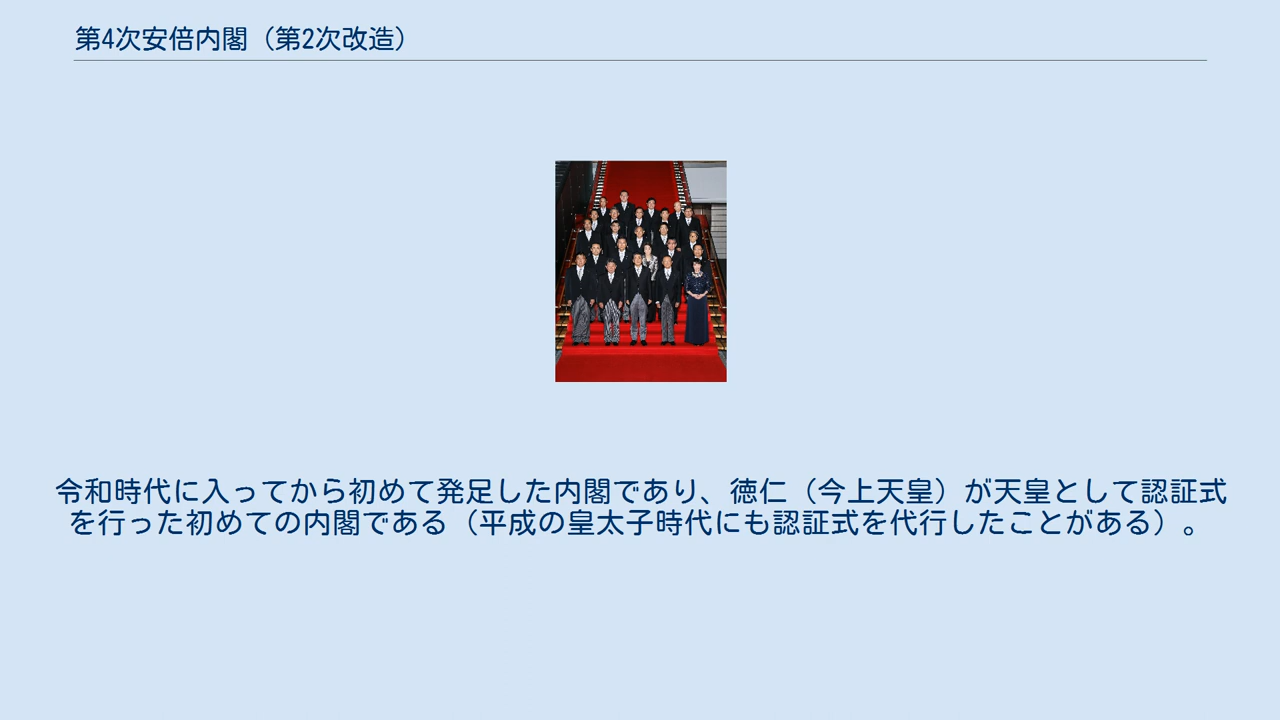 第4次安倍内閣（第2次改造）
令和時代に入ってから初めて発足した内閣であり、徳仁（今上天皇）が天皇として認証式
を行った初めての内閣である（平成の皇太子時代にも認証式を代行したことがある）。